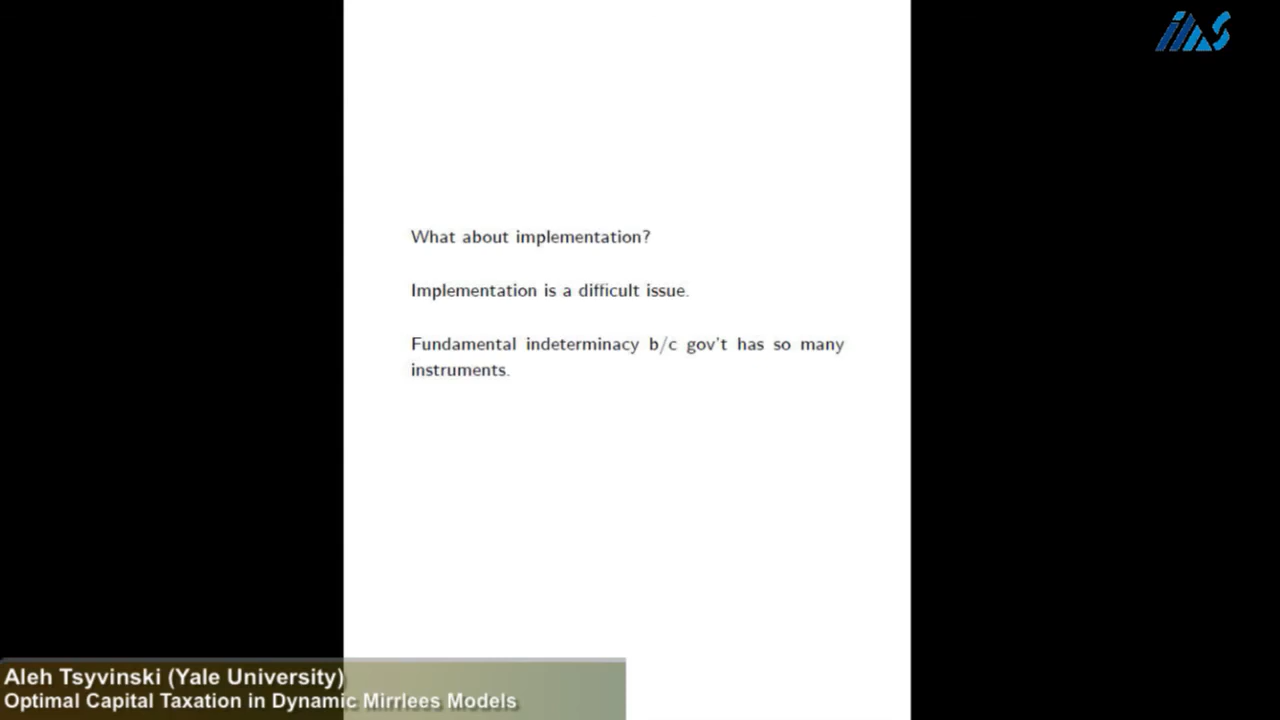 What about implementation?
Implementation is a difficult issue.
Fundamental indeterminacy b/c gov't has so many
instruments.
Aleh Tsyvinski (Yale University)
Optimal Capital Taxation in Dynamic Mirrlees Models